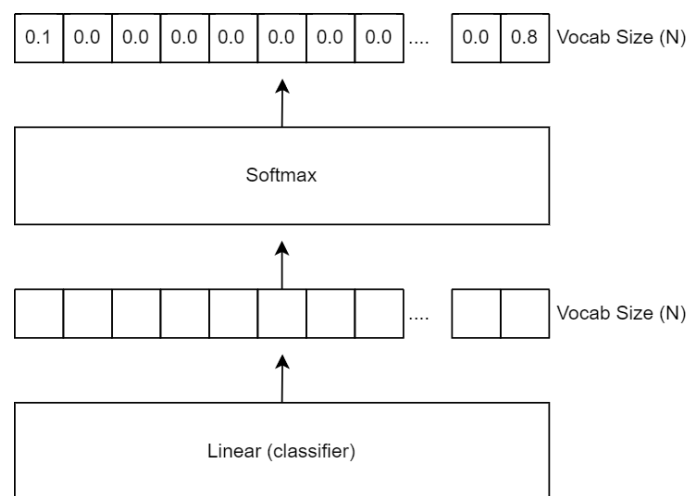 0.1 0.0 0.0 0.0 0.0 0.0 0.0 0.0 .... 0.0 0.8 Vocab Size (N)
Softmax
.... Vocab Size (N)
Linear (classifier)